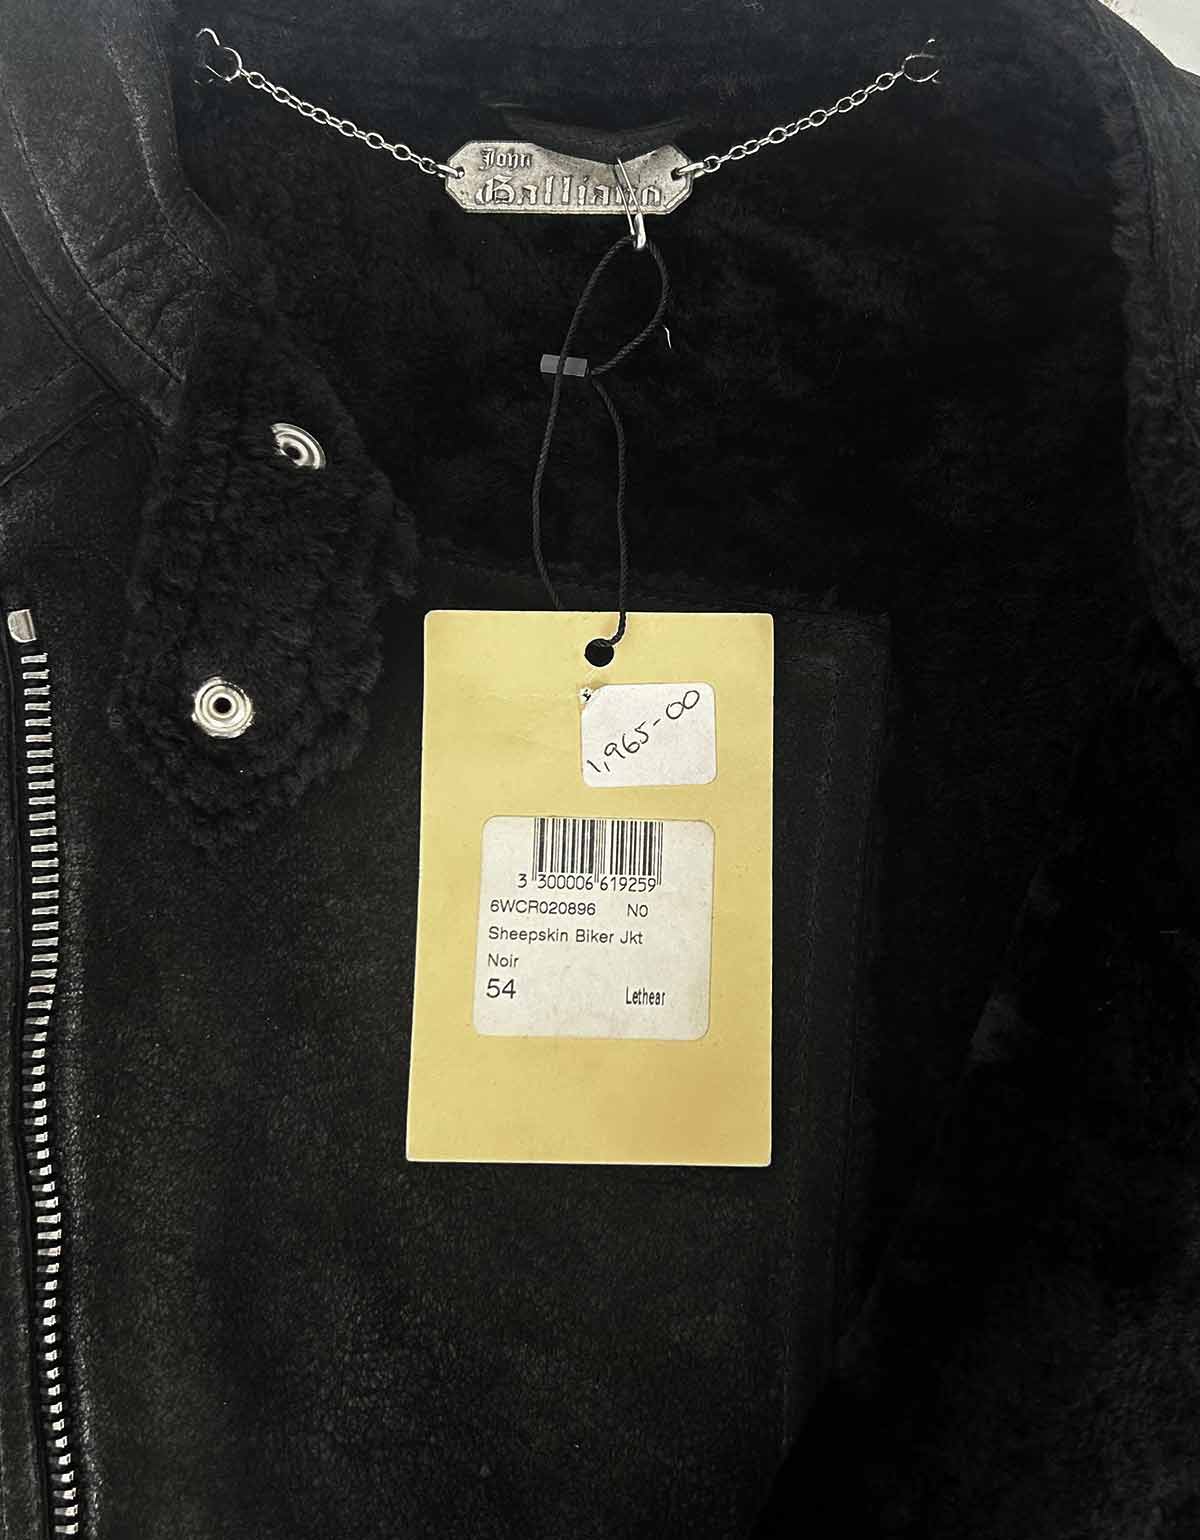 John
Galliano
1,965-00
3 300006 619259
6WCR020896 N0
Sheepskin Biker Jkt
Noir
54 Lethear